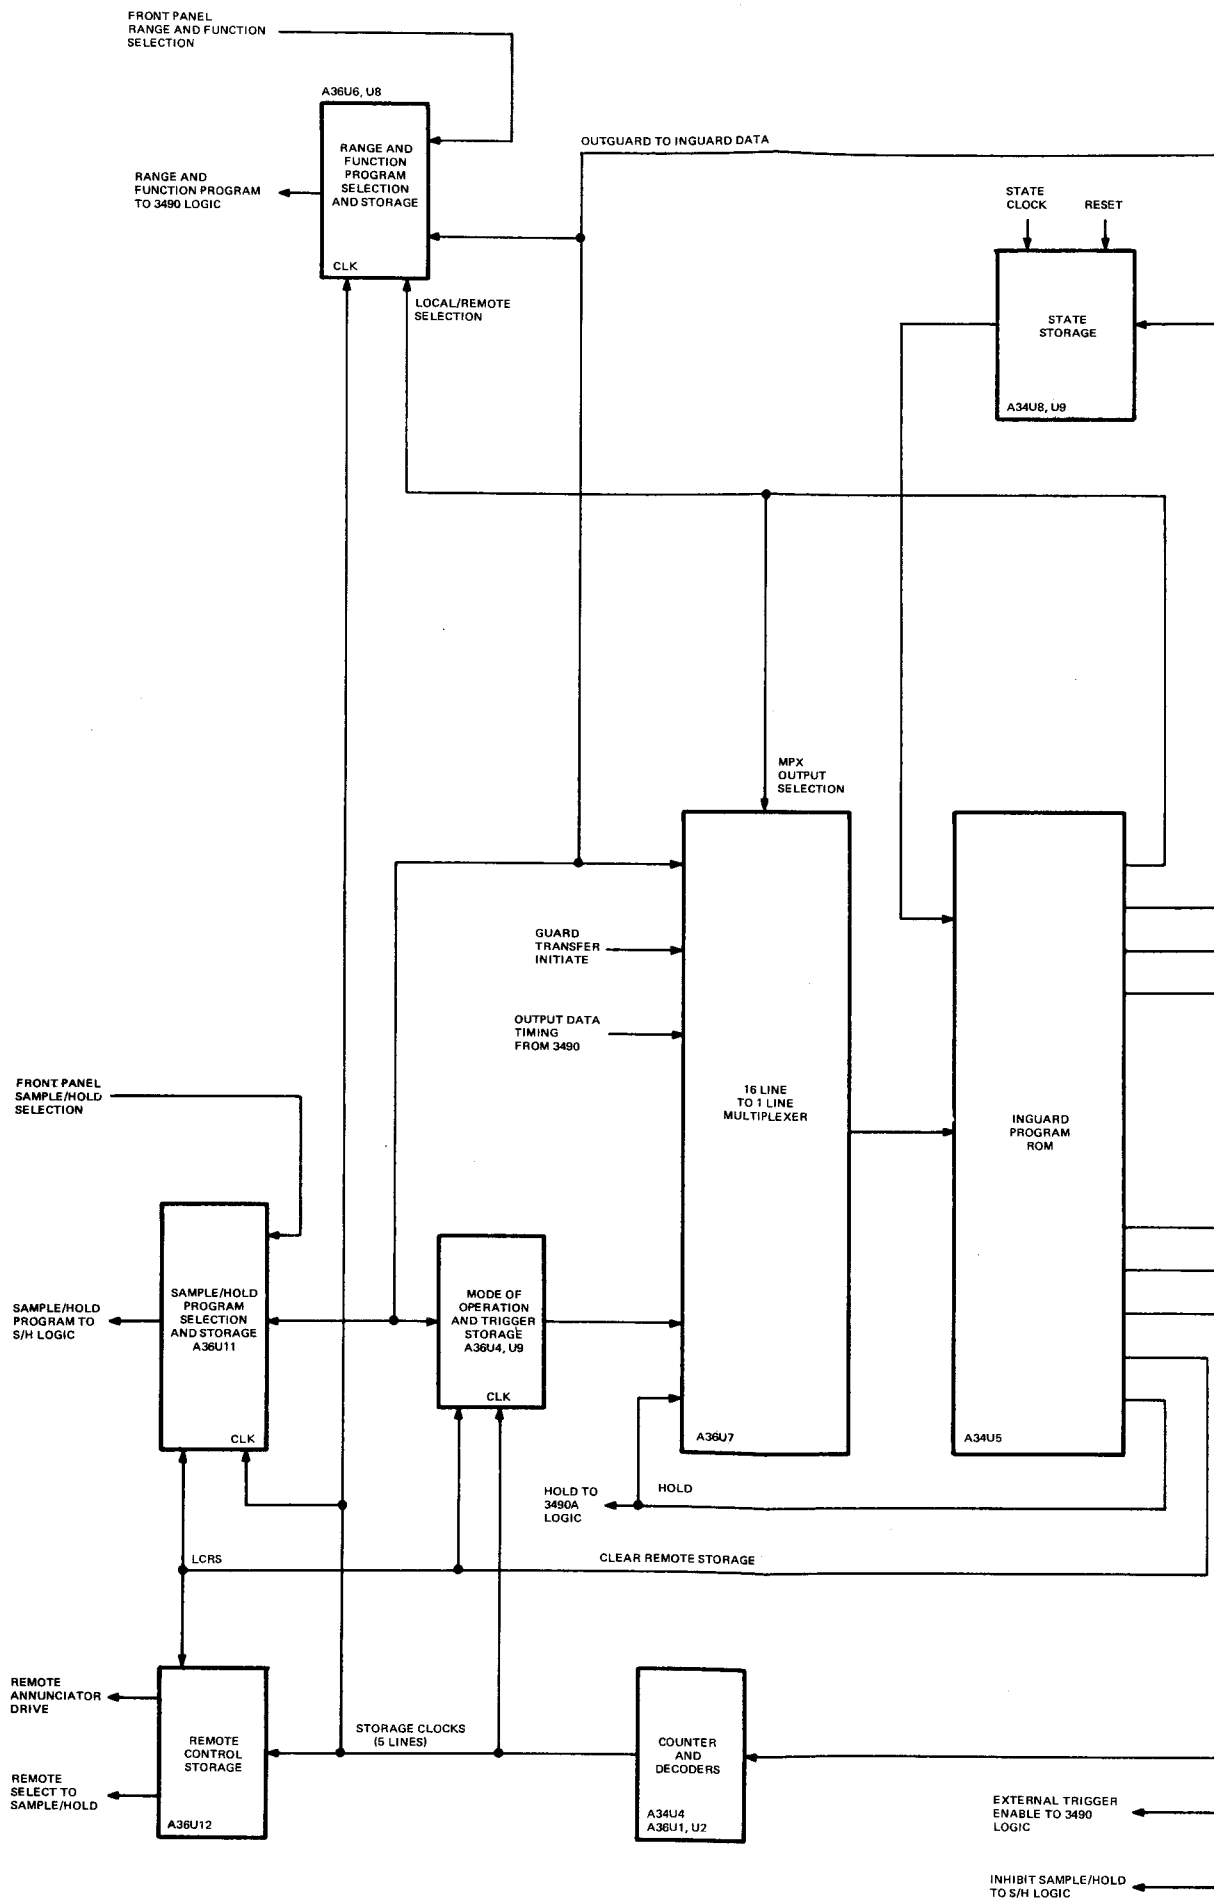 FRONT PANEL
RANGE AND FUNCTION
SELECTION
A36U6, U8
RANGE AND
FUNCTION
PROGRAM
SELECTION
AND STORAGE
CLK
OUTGUARD TO INGUARD DATA
RANGE AND
FUNCTION PROGRAM
TO 3490 LOGIC
STATE
CLOCK
RESET
LOCAL/REMOTE
SELECTION
STATE
STORAGE
A34U8, U9
MPX
OUTPUT
SELECTION
GUARD
TRANSFER
INITIATE
OUTPUT DATA
TIMING
FROM 3490
16 LINE
TO 1 LINE
MULTIPLEXER
A36U7
INGUARD
PROGRAM
ROM
A34U5
FRONT PANEL
SAMPLE/HOLD
SELECTION
SAMPLE/HOLD
PROGRAM
SELECTION
AND STORAGE
A36U11
CLK
SAMPLE/HOLD
PROGRAM TO
S/H LOGIC
MODE OF
OPERATION
AND TRIGGER
STORAGE
A36U4, U9
CLK
HOLD TO
3490A
LOGIC
HOLD
LCRS
CLEAR REMOTE STORAGE
REMOTE
ANNUNCIATOR
DRIVE
REMOTE
SELECT TO
SAMPLE/HOLD
REMOTE
CONTROL
STORAGE
A36U12
STORAGE CLOCKS
(5 LINES)
COUNTER
AND
DECODERS
A34U4
A36U1, U2
EXTERNAL TRIGGER
ENABLE TO 3490
LOGIC
INHIBIT SAMPLE/HOLD
TO S/H LOGIC